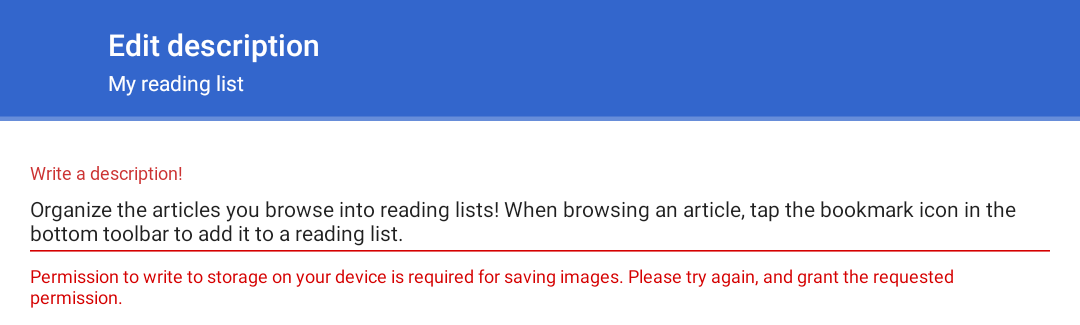 Edit description
My reading list
Write a description!
Organize the articles you browse into reading lists! When browsing an article, tap the bookmark icon in the
bottom toolbar to add it to a reading list.
Permission to write to storage on your device is required for saving images. Please try again, and grant the requested
permission.